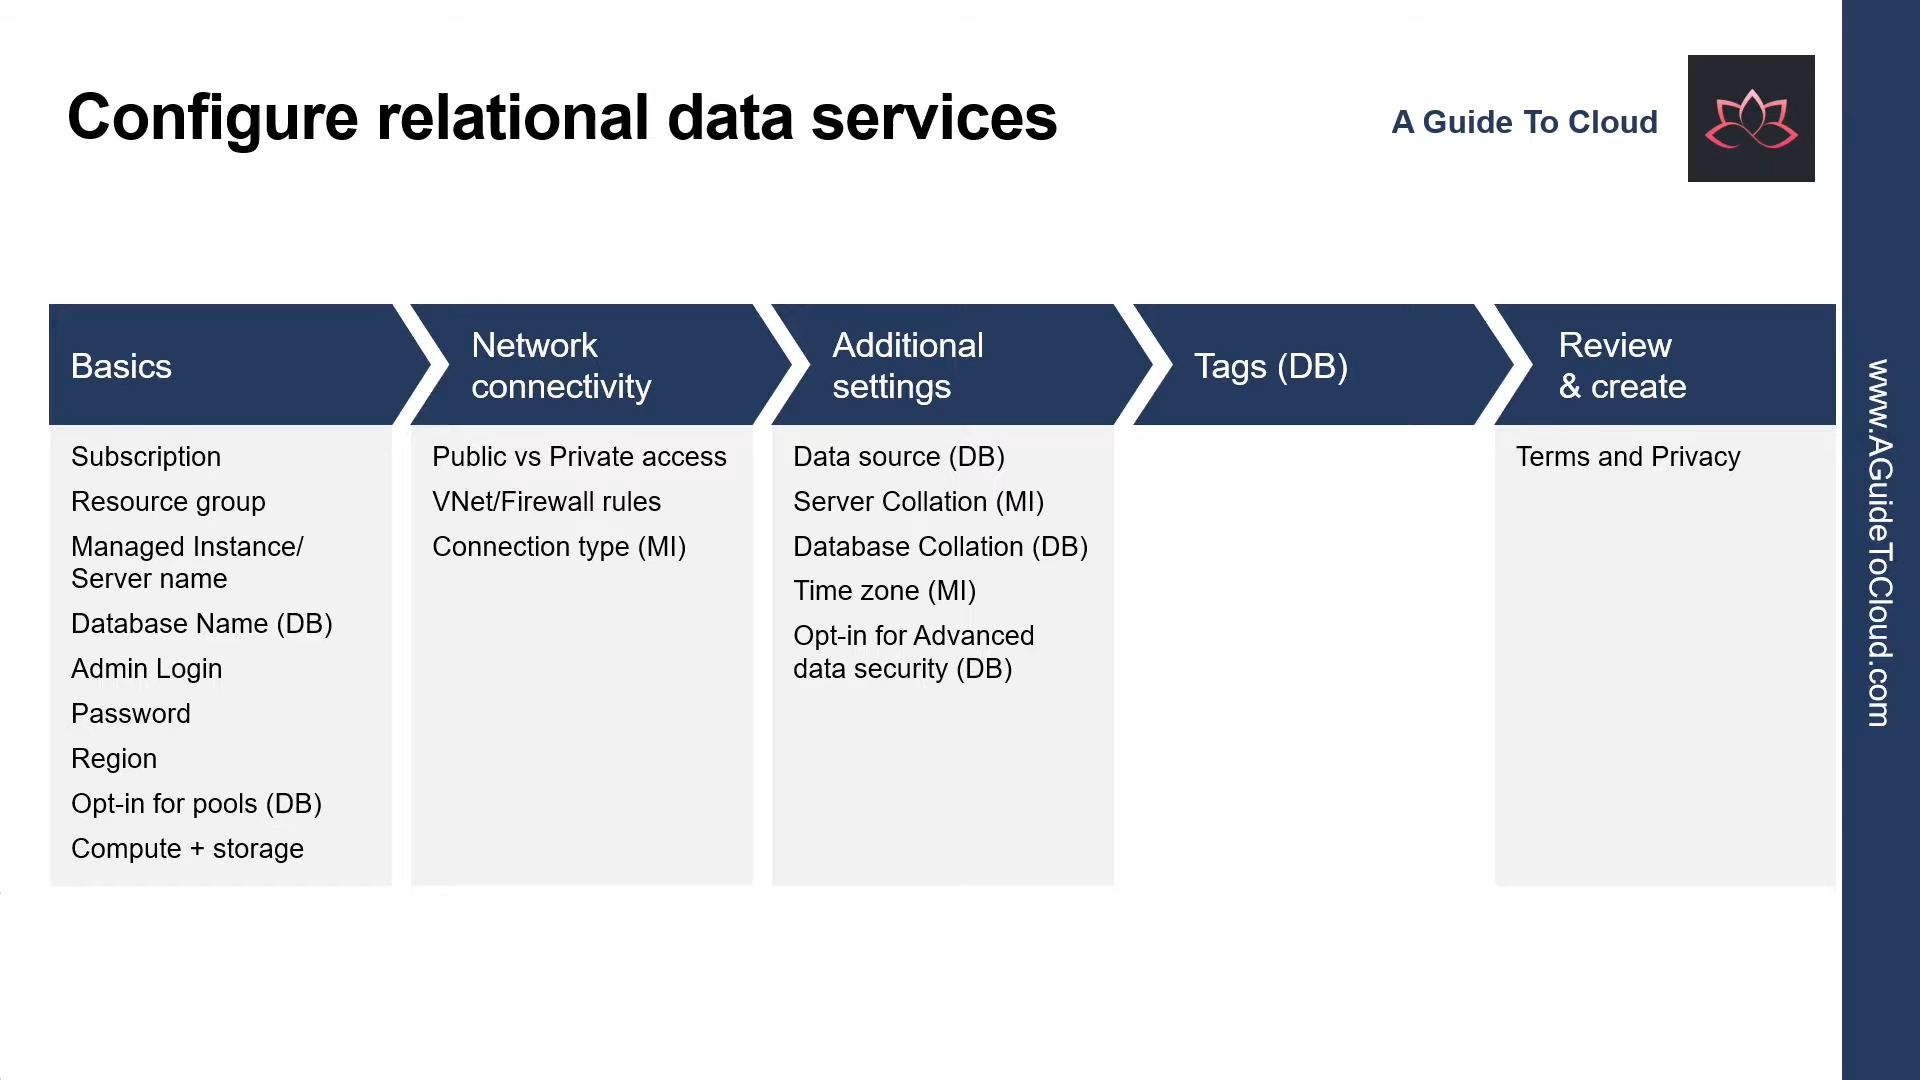 Configure relational data services
A Guide To Cloud
Basics
Subscription
Resource group
Managed Instance/
Server name
Database Name (DB)
Admin Login
Password
Region
Opt-in for pools (DB)
Compute + storage
Network
connectivity
Public vs Private access
VNet/Firewall rules
Connection type (MI)
Additional
settings
Data source (DB)
Server Collation (MI)
Database Collation (DB)
Time zone (MI)
Opt-in for Advanced
data security (DB)
Tags (DB)
Review
& create
Terms and Privacy
www.AGuideToCloud.com